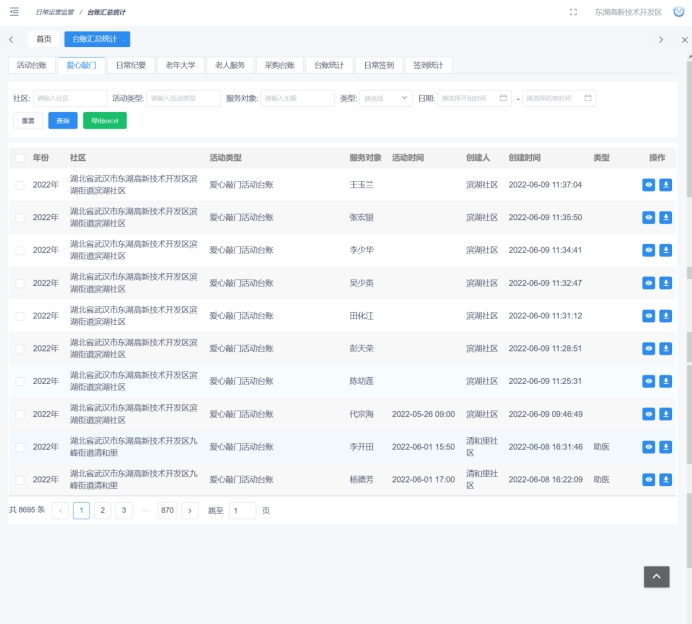 日常运营监管 / 台账汇总统计 东湖高新技术开发区
首页 台账汇总统计
活动台账 爱心敲门 日常纪要 老年大学 老人服务 采购台账 台账统计 日常签到 签到统计
社区: 请输入社区 活动类型: 请输入活动类型 服务对象: 请输入主题 类型: 请选择 日期: 请选择开始时间 - 请选择结束时间
重置 查询 导出excel
年份 社区 活动类型 服务对象 活动时间 创建人 创建时间 类型 操作
2022年 湖北省武汉市东湖高新技术开发区滨湖街道滨湖社区 爱心敲门活动台账 王玉兰 滨湖社区 2022-06-09 11:37:04
2022年 湖北省武汉市东湖高新技术开发区滨湖街道滨湖社区 爱心敲门活动台账 张宏银 滨湖社区 2022-06-09 11:35:50
2022年 湖北省武汉市东湖高新技术开发区滨湖街道滨湖社区 爱心敲门活动台账 李少华 滨湖社区 2022-06-09 11:34:41
2022年 湖北省武汉市东湖高新技术开发区滨湖街道滨湖社区 爱心敲门活动台账 吴少英 滨湖社区 2022-06-09 11:32:47
2022年 湖北省武汉市东湖高新技术开发区滨湖街道滨湖社区 爱心敲门活动台账 田化江 滨湖社区 2022-06-09 11:31:12
2022年 湖北省武汉市东湖高新技术开发区滨湖街道滨湖社区 爱心敲门活动台账 彭天荣 滨湖社区 2022-06-09 11:28:51
2022年 湖北省武汉市东湖高新技术开发区滨湖街道滨湖社区 爱心敲门活动台账 陈幼莲 滨湖社区 2022-06-09 11:25:31
2022年 湖北省武汉市东湖高新技术开发区滨湖街道滨湖社区 爱心敲门活动台账 代宗海 2022-05-26 09:00 滨湖社区 2022-06-09 09:46:49
2022年 湖北省武汉市东湖高新技术开发区九峰街道清和里 爱心敲门活动台账 李开田 2022-06-01 15:50 清和里社区 2022-06-08 16:31:46 助医
2022年 湖北省武汉市东湖高新技术开发区九峰街道清和里 爱心敲门活动台账 杨德芳 2022-06-01 17:00 清和里社区 2022-06-08 16:22:09 助医
共 8695 条 1 2 3 ··· 870 跳至 1 页